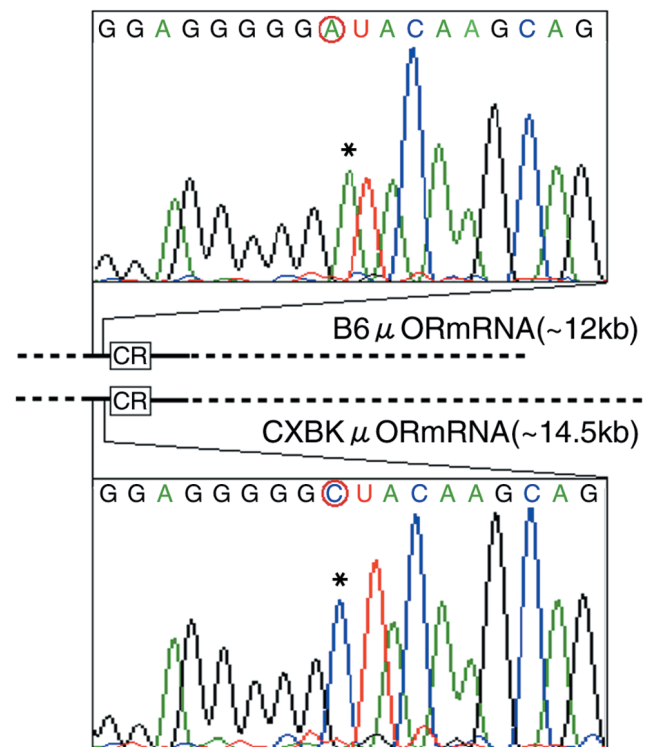 G G A G G G G G A U A C A A G C A G
*
B6 μ ORmRNA(~12kb)
CR
CR
CXBK μ ORmRNA(~14.5kb)
G G A G G G G G C U A C A A G C A G
*